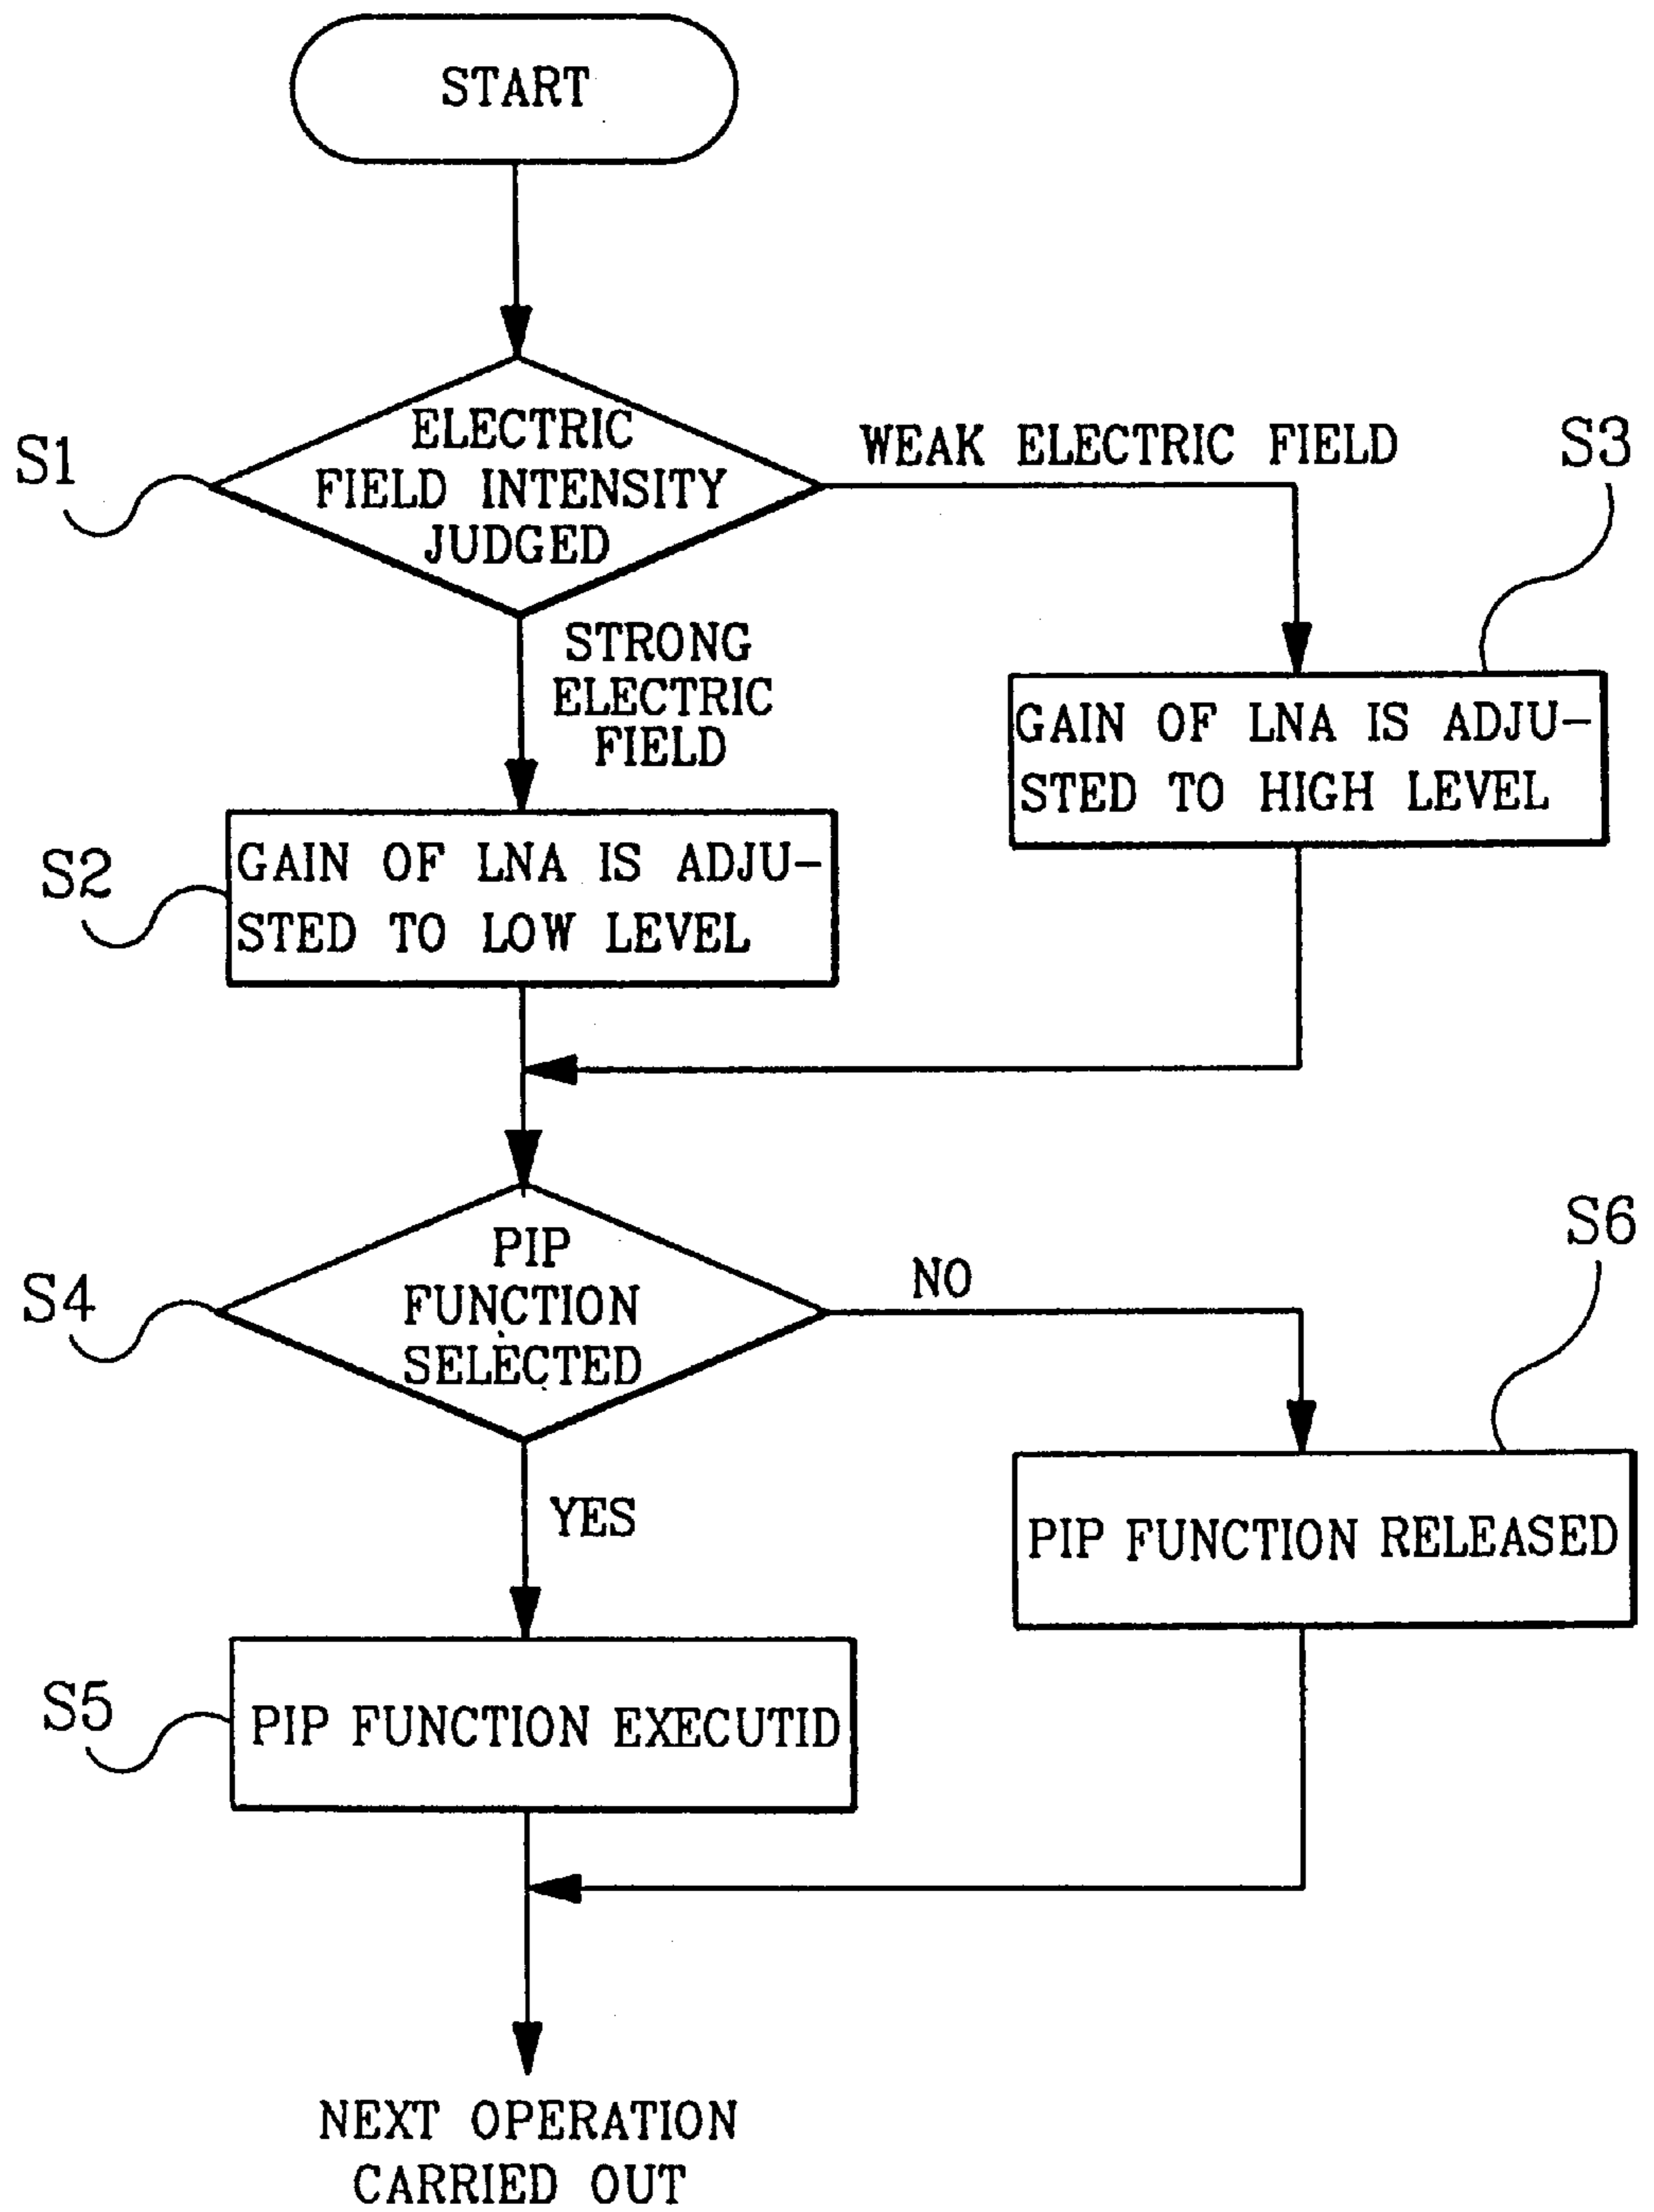 START
S1
ELECTRIC
FIELD INTENSITY
JUDGED
WEAK ELECTRIC FIELD
S3
STRONG
ELECTRIC
FIELD
GAIN OF LNA IS ADJU-
STED TO HIGH LEVEL
S2
GAIN OF LNA IS ADJU-
STED TO LOW LEVEL
S4
PIP
FUNCTION
SELECTED
NO
S6
YES
PIP FUNCTION RELEASED
S5
PIP FUNCTION EXECUTID
NEXT OPERATION
CARRIED OUT